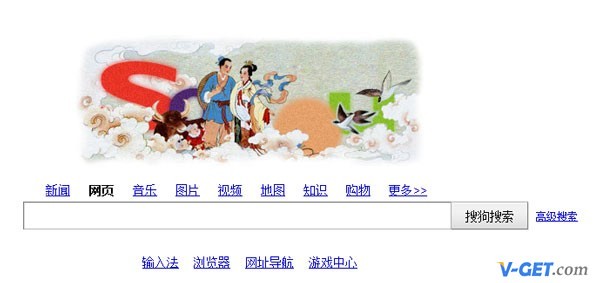 Sogou
新闻 网页 音乐 图片 视频 地图 知识 购物 更多>>
搜狗搜索 高级搜索
输入法 浏览器 网址导航 游戏中心
V-GET.com